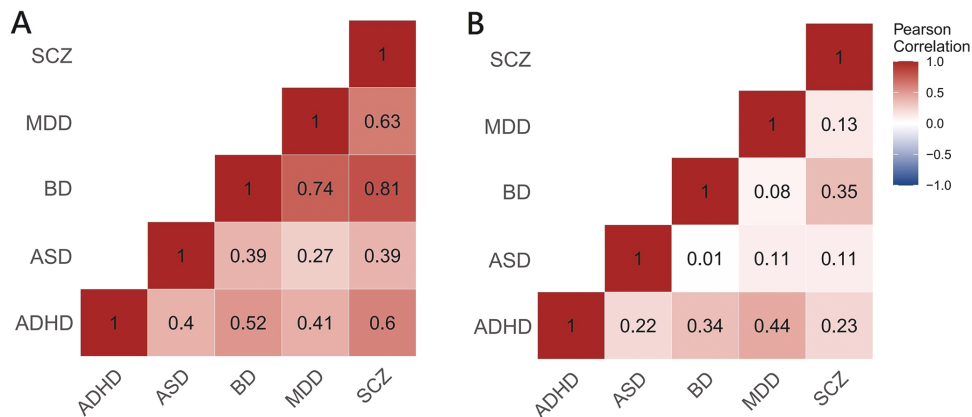 A
SCZ 1
MDD 1 0.63
BD 1 0.74 0.81
ASD 1 0.39 0.27 0.39
ADHD 1 0.4 0.52 0.41 0.6
ADHD ASD BD MDD SCZ
B
SCZ 1
MDD 1 0.13
BD 1 0.08 0.35
ASD 1 0.01 0.11 0.11
ADHD 1 0.22 0.34 0.44 0.23
ADHD ASD BD MDD SCZ
Pearson
Correlation
1.0
0.5
0.0
−0.5
−1.0